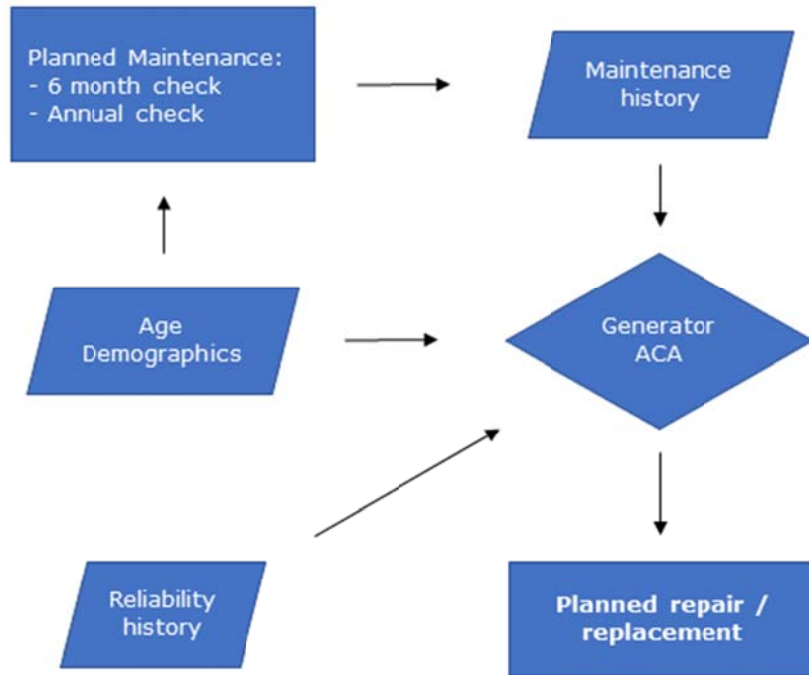 Planned Maintenance:
- 6 month check
- Annual check
Maintenance
history
Age
Demographics
Generator
ACA
Reliability
history
Planned repair /
replacement